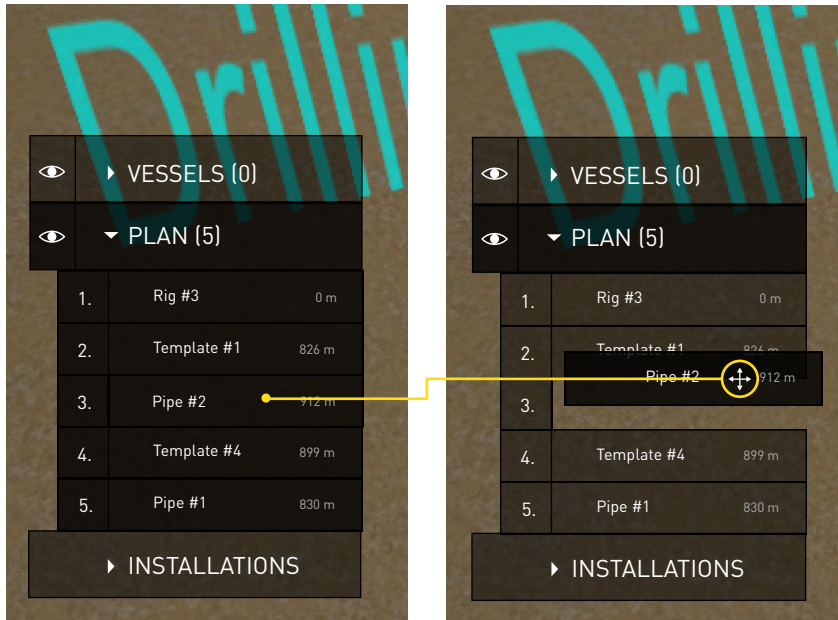 Drilli
VESSELS (0)
PLAN (5)
1. Rig #3 0 m
2. Template #1 826 m
3. Pipe #2 912 m
4. Template #4 899 m
5. Pipe #1 830 m
INSTALLATIONS
Drilli
VESSELS (0)
PLAN (5)
1. Rig #3 0 m
2. Template #1 826 m
Pipe #2 912 m
3.
4. Template #4 899 m
5. Pipe #1 830 m
INSTALLATIONS